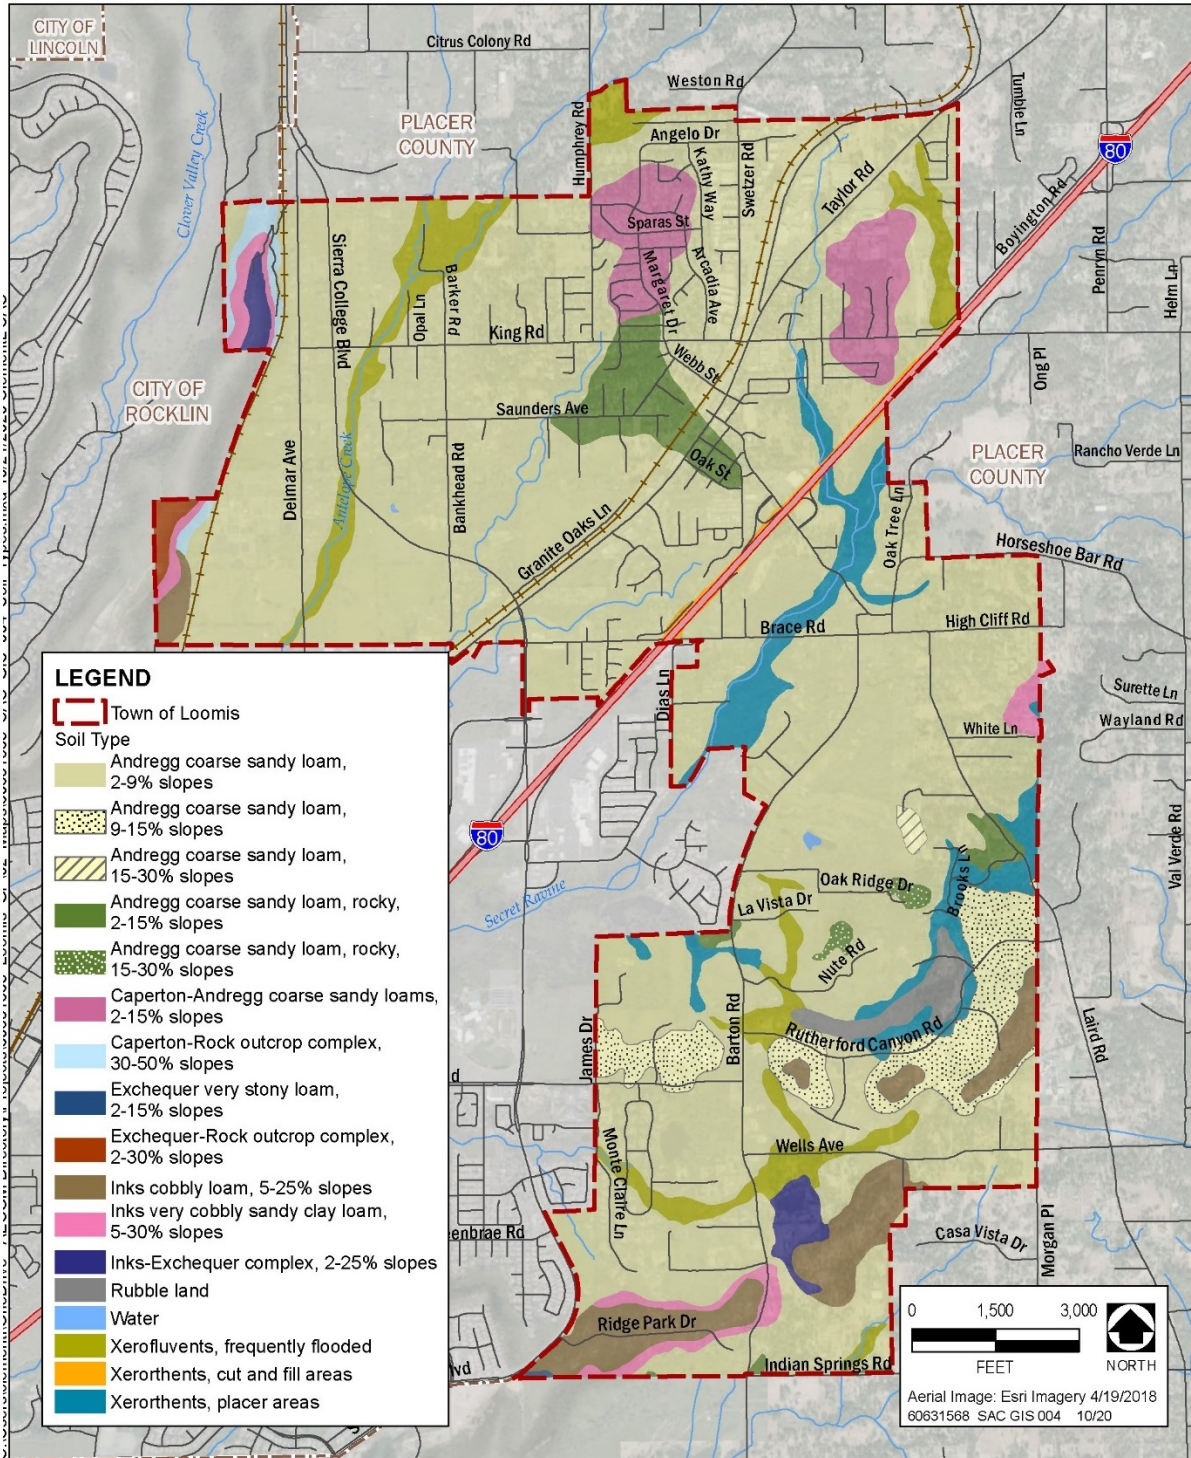 CITY OF
LINCOLN
Citrus Colony Rd
Weston Rd
Tumble Ln
Clover Valley Creek
PLACER
COUNTY
Humphrey Rd
Angelo Dr
Kathy Way
Swetzer Rd
Taylor Rd
80
Boyington Rd
Penryn Rd
Helm Ln
Sparas St
Margaret Dr
Arcadia Ave
Sierra College Blvd
Opal Ln
Barker Rd
King Rd
Webb St
Ong Pl
CITY OF
ROCKLIN
Saunders Ave
Oak St
PLACER
COUNTY
Rancho Verde Ln
Delmar Ave
Antelope Creek
Bankhead Rd
Granite Oaks Ln
Oak Tree Ln
Horseshoe Bar Rd
Brace Rd
High Cliff Rd
Dias Ln
Surette Ln
White Ln
Wayland Rd
80
Val Verde Rd
Secret Ravine
Oak Ridge Dr
Brooks Ln
La Vista Dr
Nute Rd
Barton Rd
Rutherford Canyon Rd
James Dr
Laird Rd
d
Wells Ave
Monte Claire Ln
eenbrae Rd
Casa Vista Dr
Morgan Pl
Ridge Park Dr
Indian Springs Rd
lvd
LEGEND
Town of Loomis
Soil Type
Andregg coarse sandy loam,
2-9% slopes
Andregg coarse sandy loam,
9-15% slopes
Andregg coarse sandy loam,
15-30% slopes
Andregg coarse sandy loam, rocky,
2-15% slopes
Andregg coarse sandy loam, rocky,
15-30% slopes
Caperton-Andregg coarse sandy loams,
2-15% slopes
Caperton-Rock outcrop complex,
30-50% slopes
Exchequer very stony loam,
2-15% slopes
Exchequer-Rock outcrop complex,
2-30% slopes
Inks cobbly loam, 5-25% slopes
Inks very cobbly sandy clay loam,
5-30% slopes
Inks-Exchequer complex, 2-25% slopes
Rubble land
Water
Xerofluvents, frequently flooded
Xerorthents, cut and fill areas
Xerorthents, placer areas
0 1,500 3,000
FEET
NORTH
Aerial Image: Esri Imagery 4/19/2018
60631568 SAC GIS 004 10/20